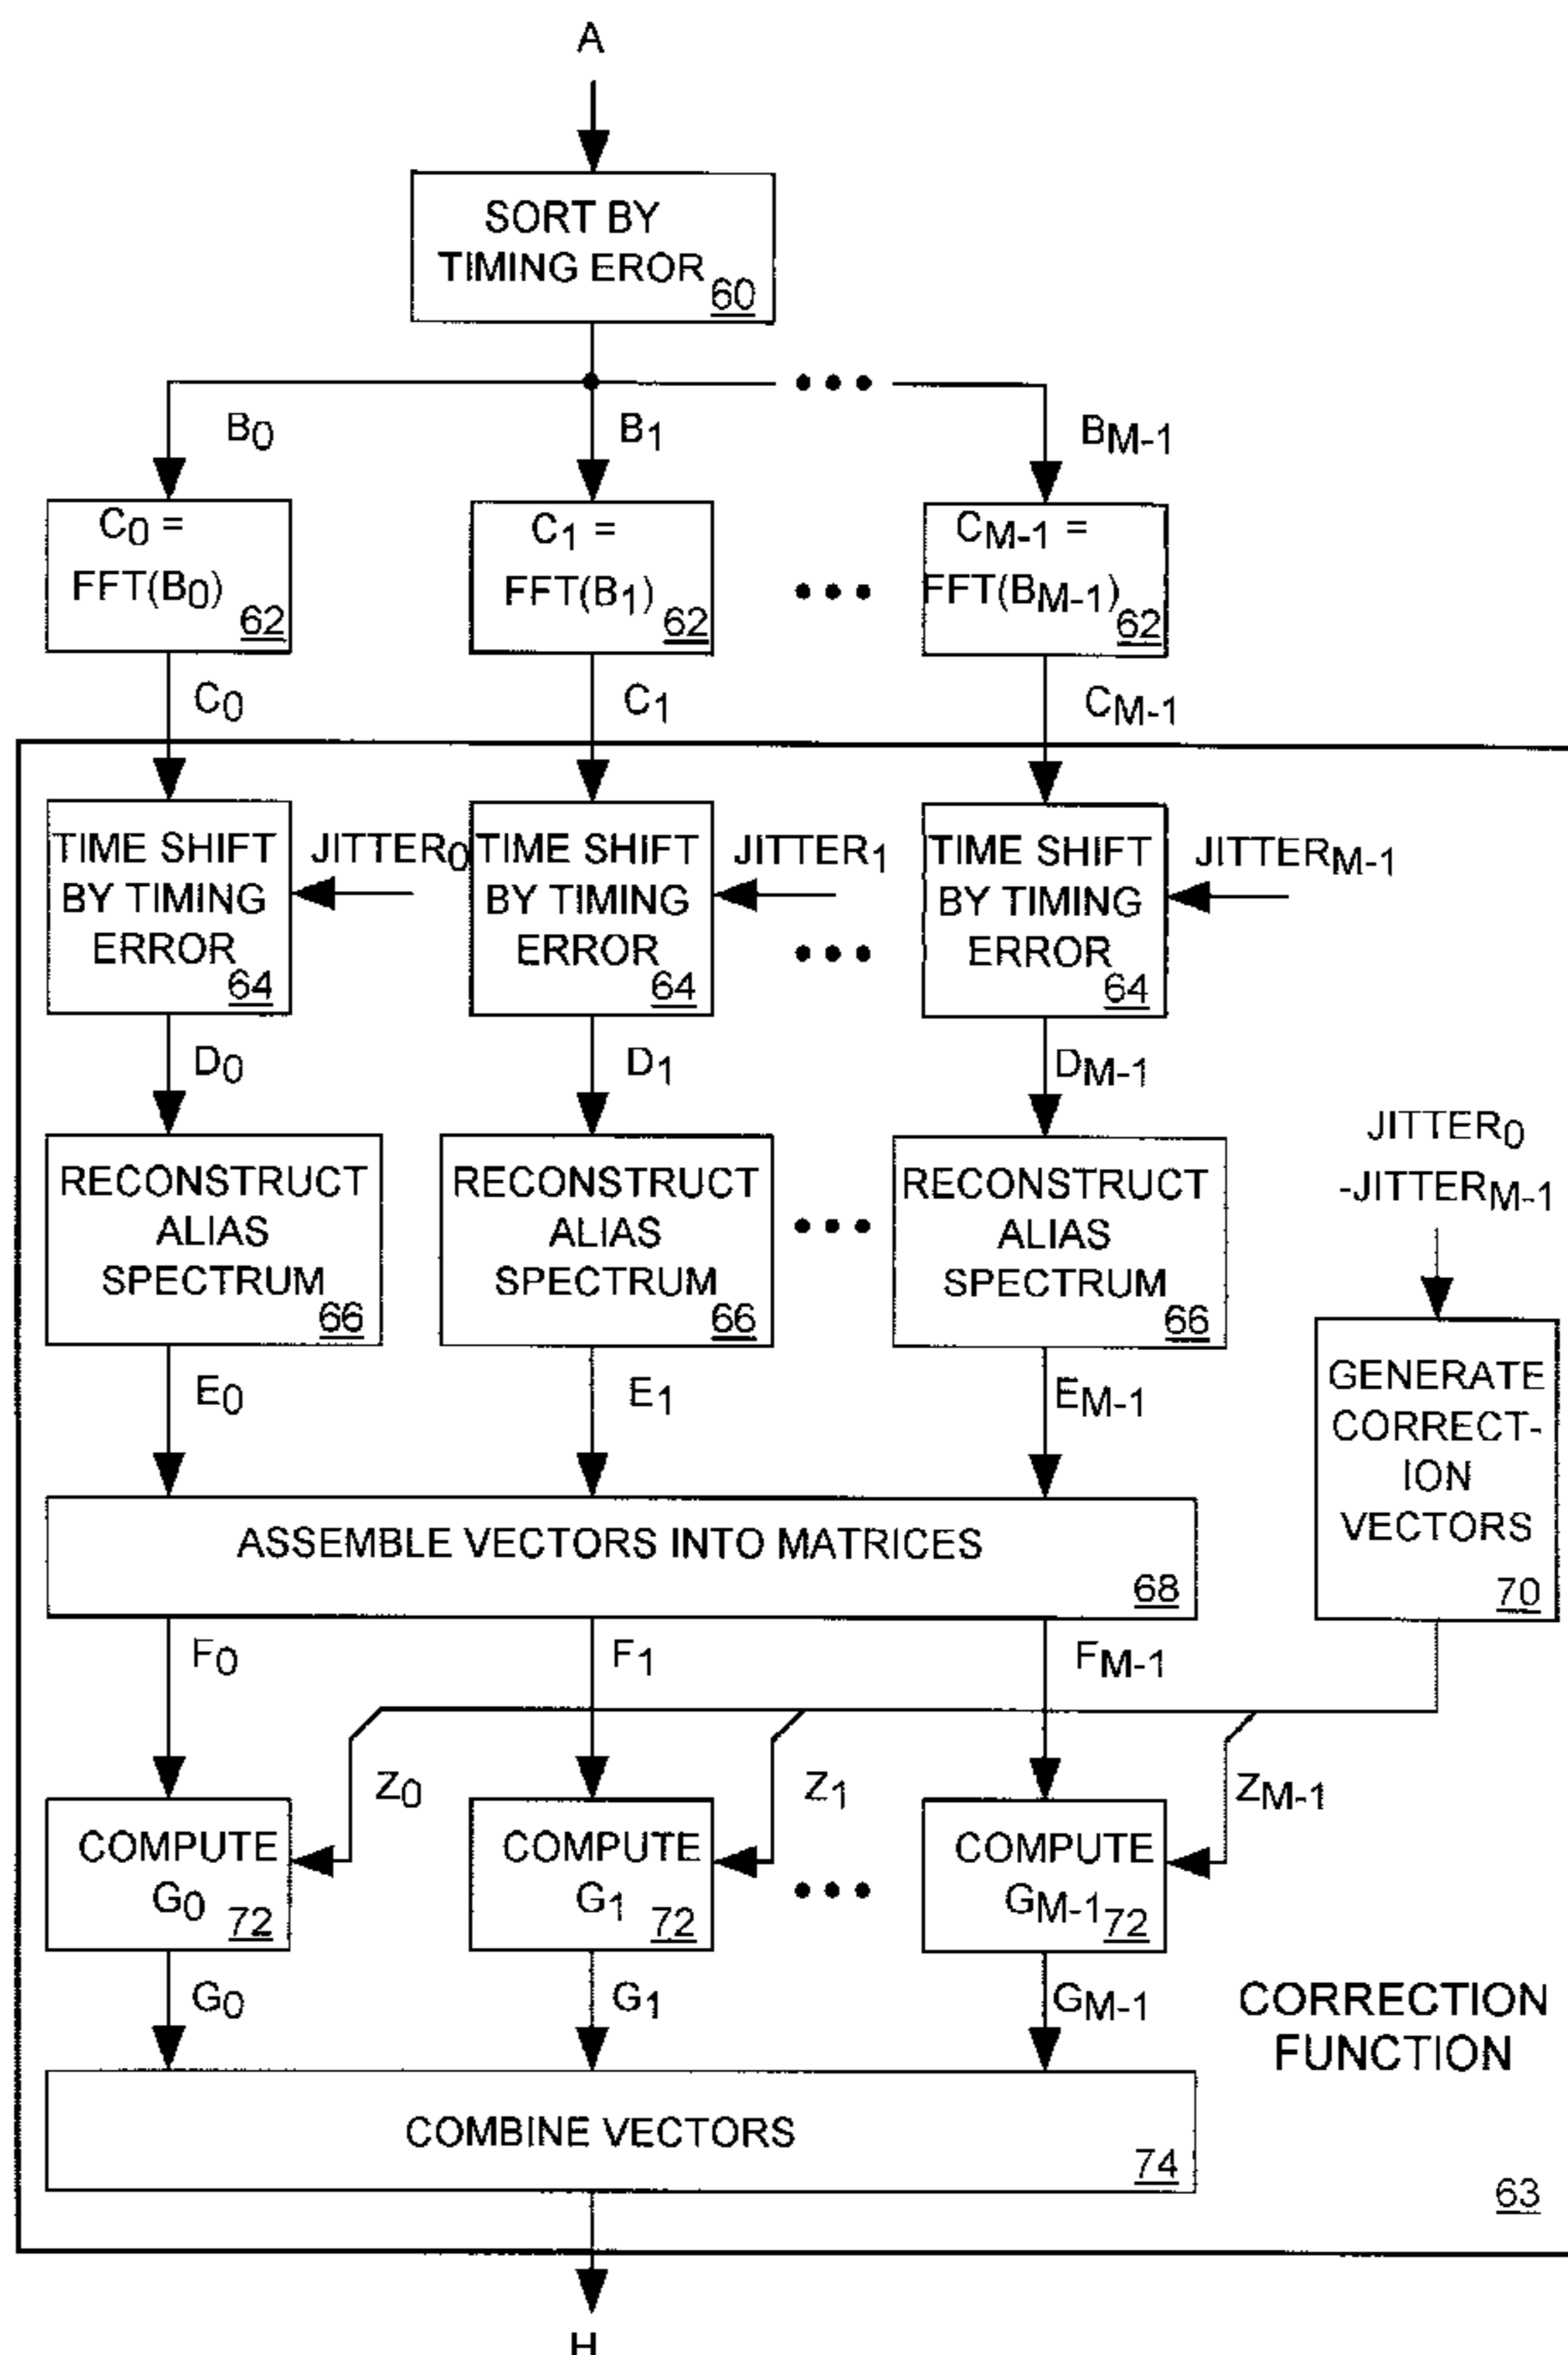 A
SORT BY
TIMING EROR
60
B0 B1 BM-1
C0 =
FFT(B0)
62
C1 =
FFT(B1)
62
CM-1 =
FFT(BM-1)
62
C0 C1 CM-1
TIME SHIFT
BY TIMING
ERROR
64
JITTER0
TIME SHIFT
BY TIMING
ERROR
64
JITTER1
TIME SHIFT
BY TIMING
ERROR
64
JITTERM-1
D0 D1 DM-1
JITTER0
-JITTERM-1
RECONSTRUCT
ALIAS
SPECTRUM
66
RECONSTRUCT
ALIAS
SPECTRUM
66
RECONSTRUCT
ALIAS
SPECTRUM
66
GENERATE
CORRECT-
ION
VECTORS
70
E0 E1 EM-1
ASSEMBLE VECTORS INTO MATRICES
68
F0 F1 FM-1
Z0 Z1 ZM-1
COMPUTE
G0
72
COMPUTE
G1
72
COMPUTE
GM-1
72
G0 G1 GM-1
CORRECTION
FUNCTION
COMBINE VECTORS
74
63
H